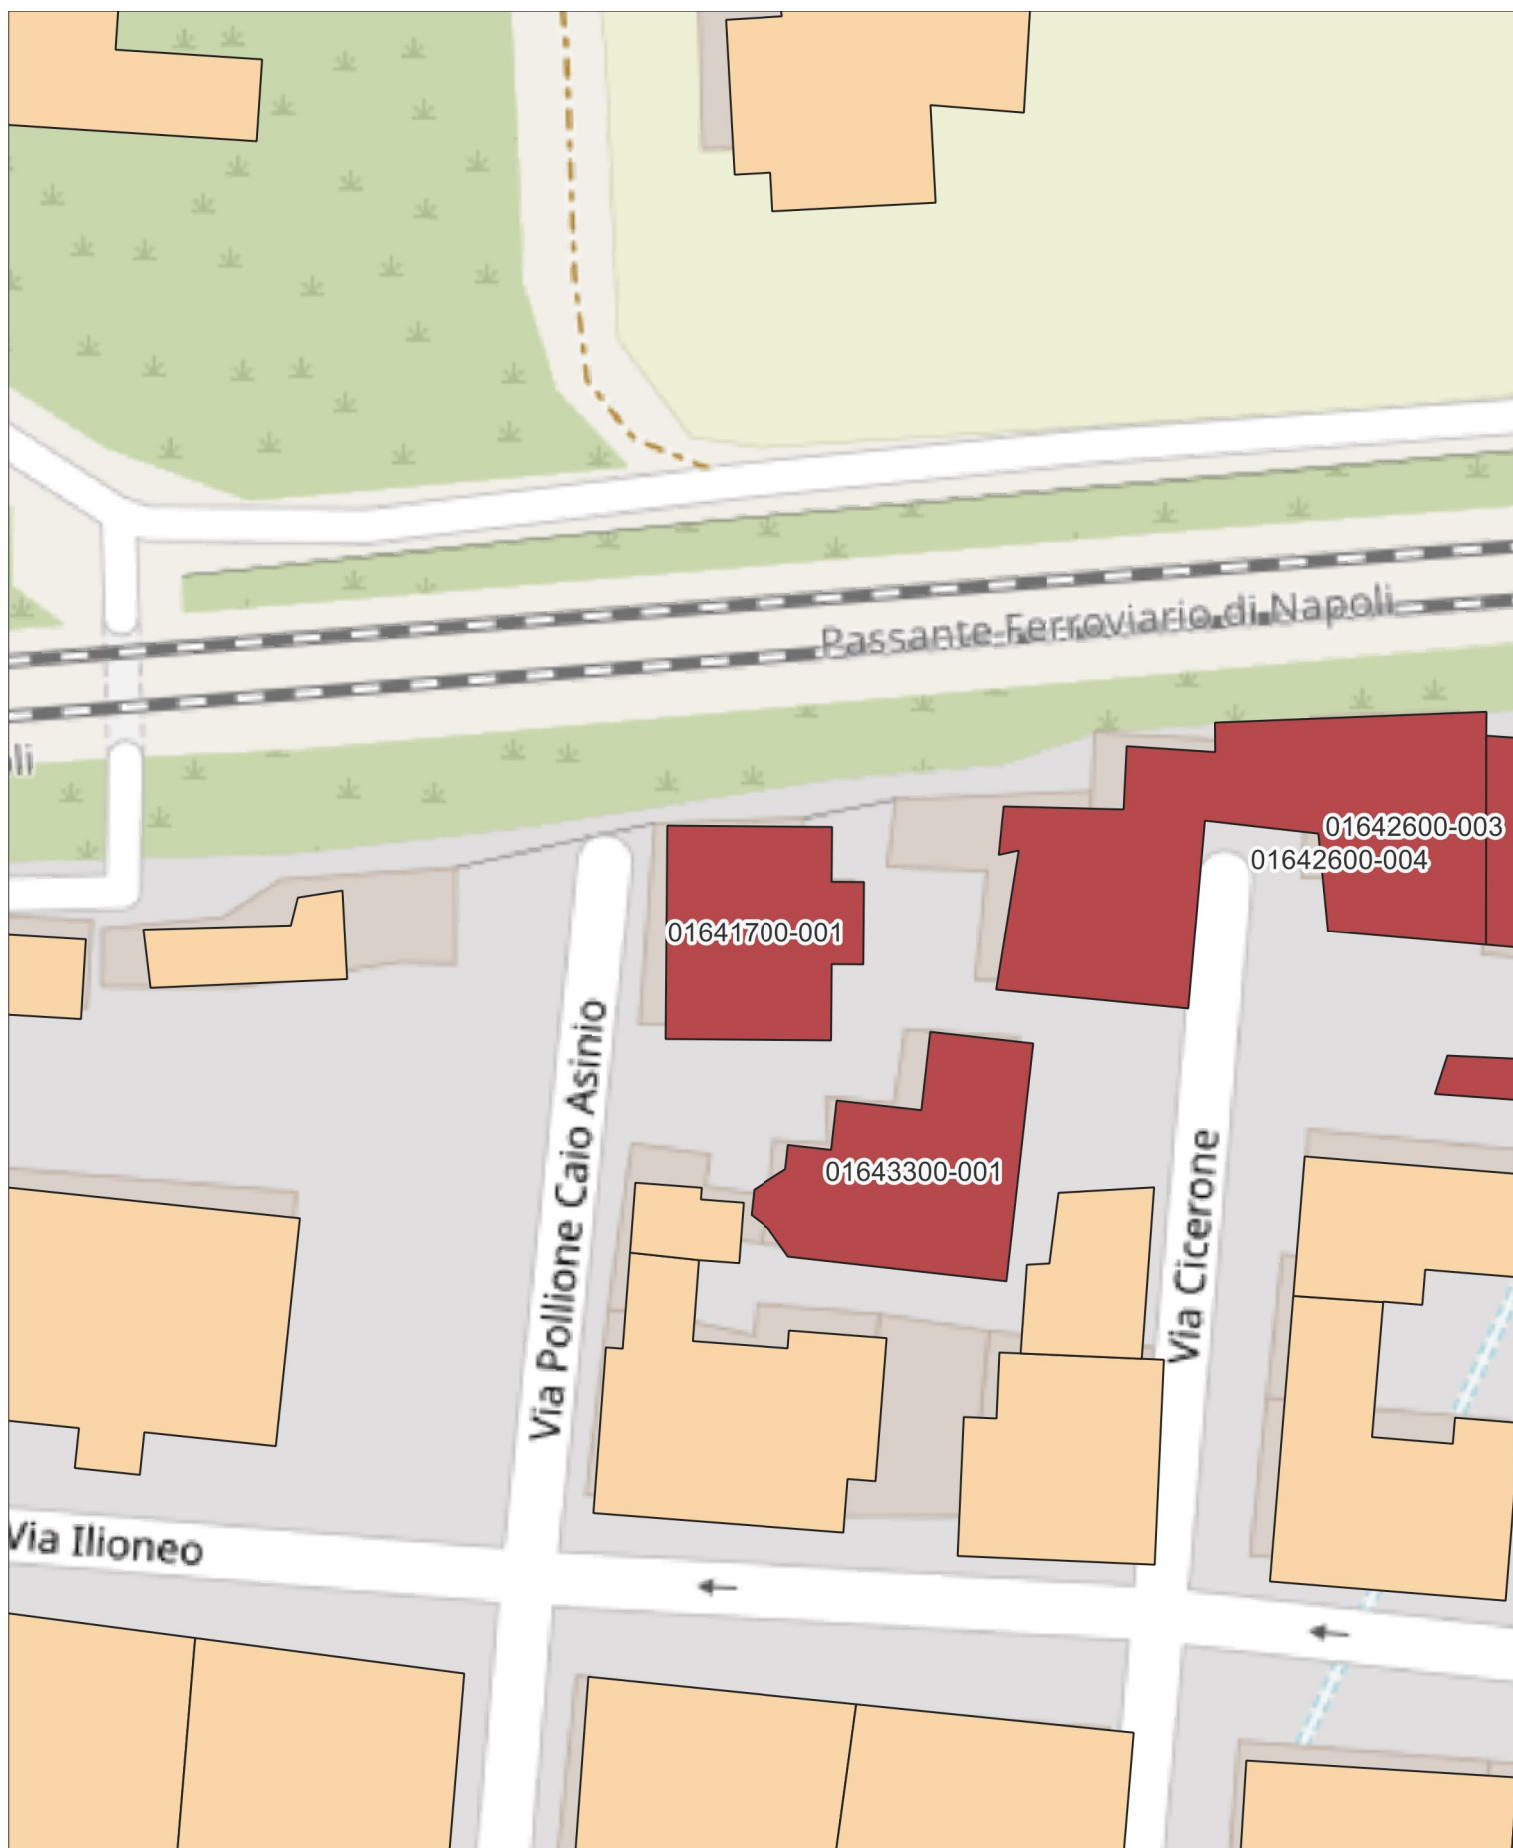 Passante Ferroviario di Napoli
oli
01642600-003
01642600-004
01641700-001
Via Pollione Caio Asinio
01643300-001
Via Cicerone
Via Ilioneo